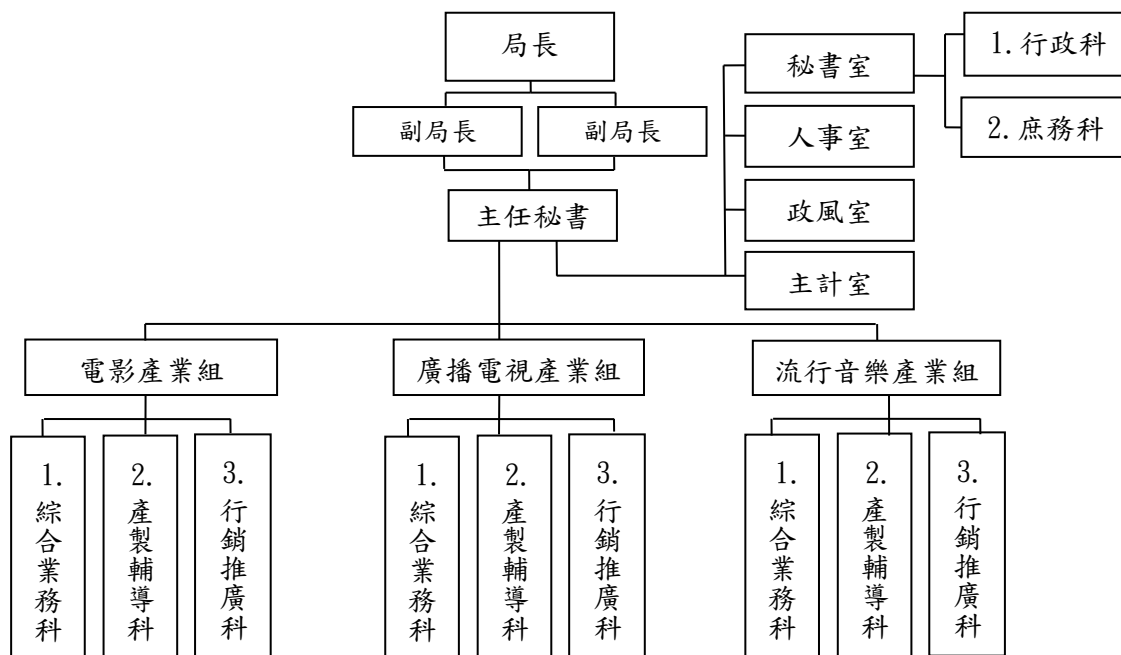 局長
副局長
副局長
主任秘書
秘書室
1.行政科
2.庶務科
人事室
政風室
主計室
電影產業組
廣播電視產業組
流行音樂產業組
1.綜合業務科
2.產製輔導科
3.行銷推廣科
1.綜合業務科
2.產製輔導科
3.行銷推廣科
1.綜合業務科
2.產製輔導科
3.行銷推廣科